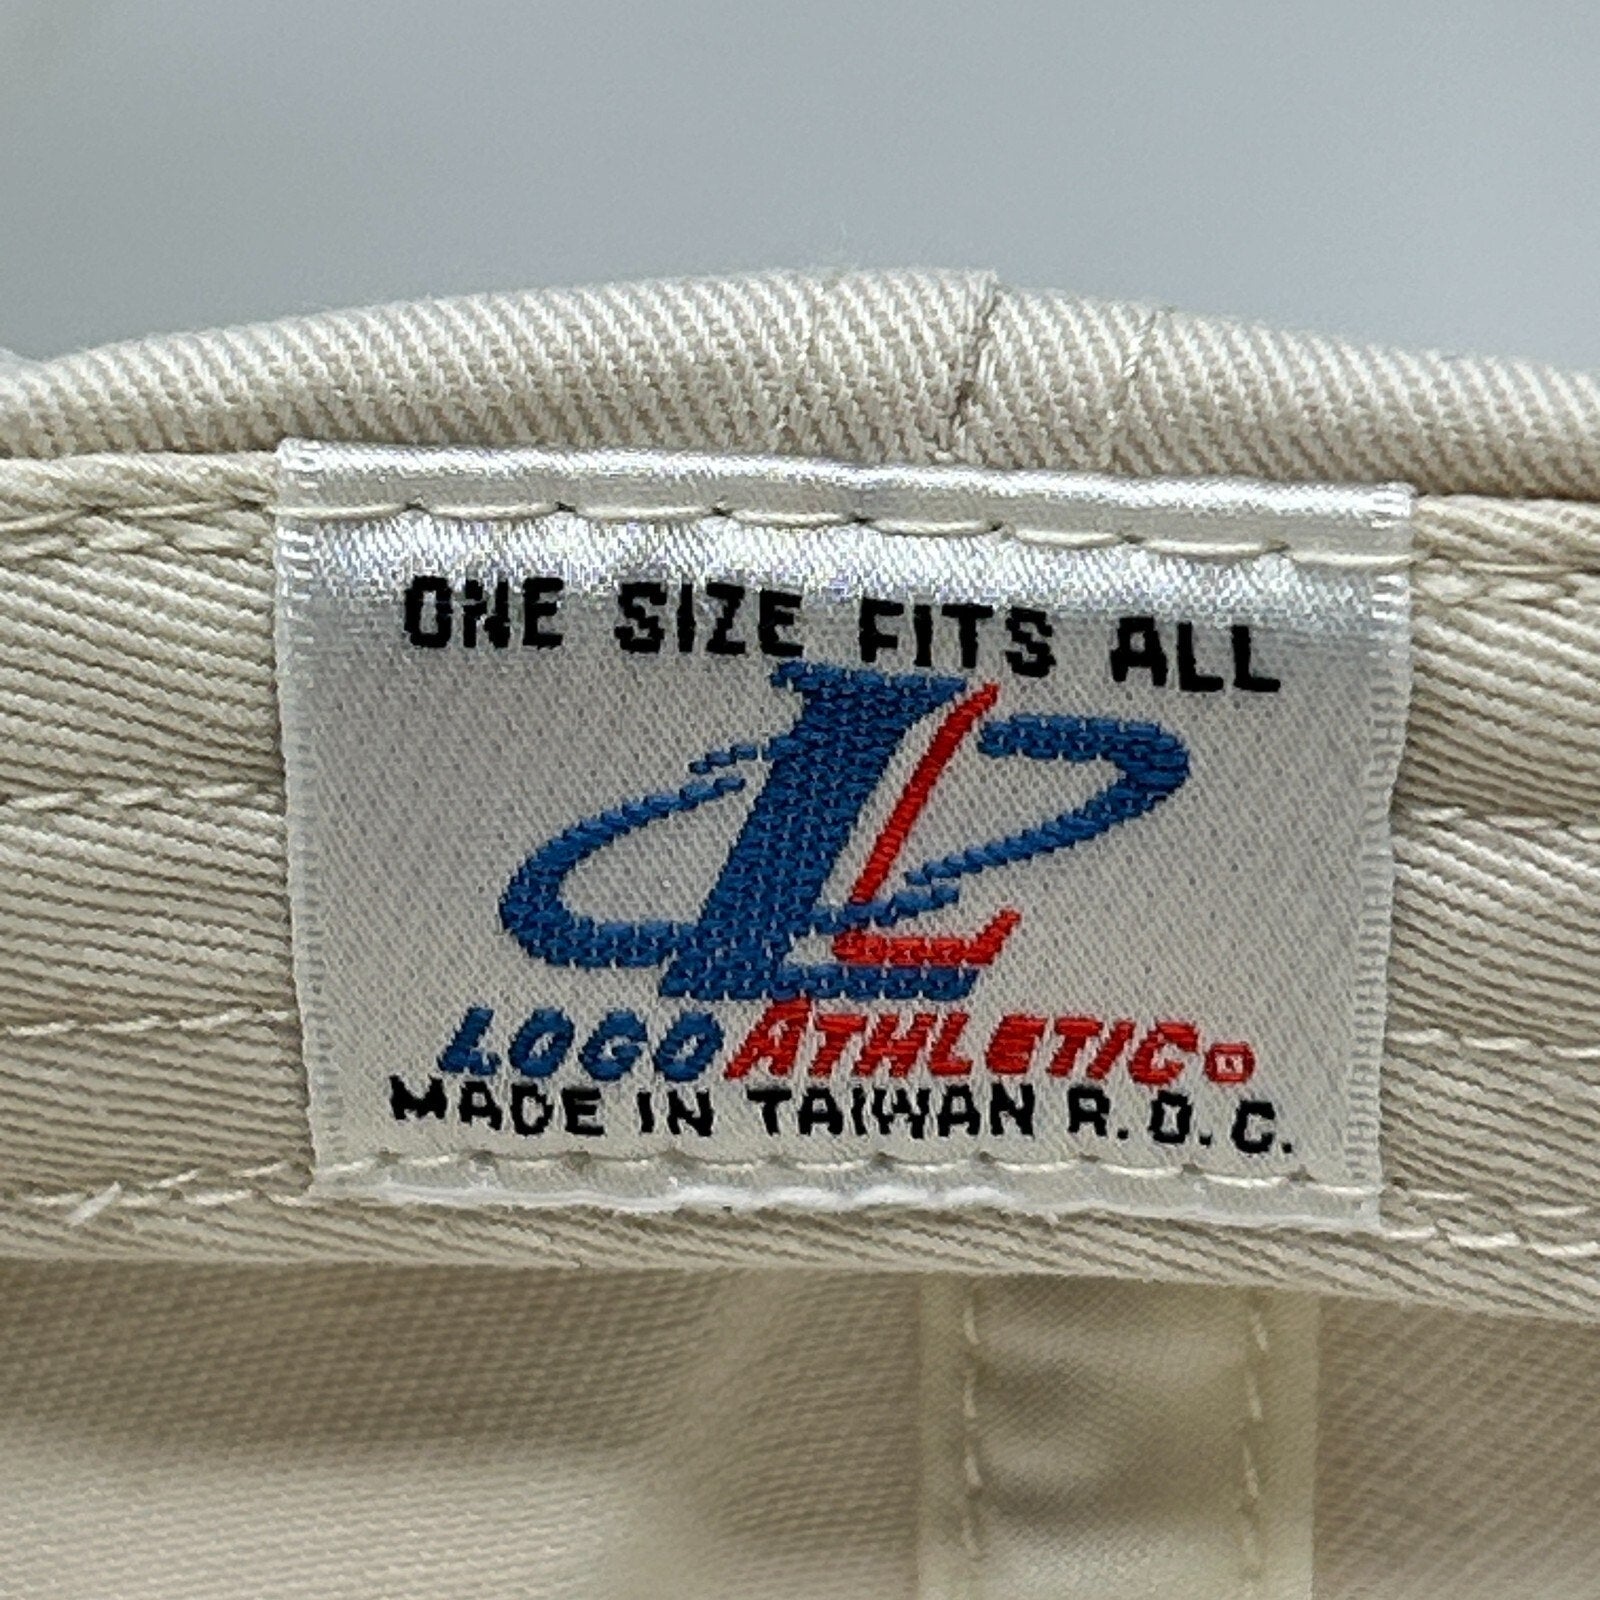 ONE SIZE FITS ALL
L
LOGO ATHLETIC®
MADE IN TAIWAN R.O.C.